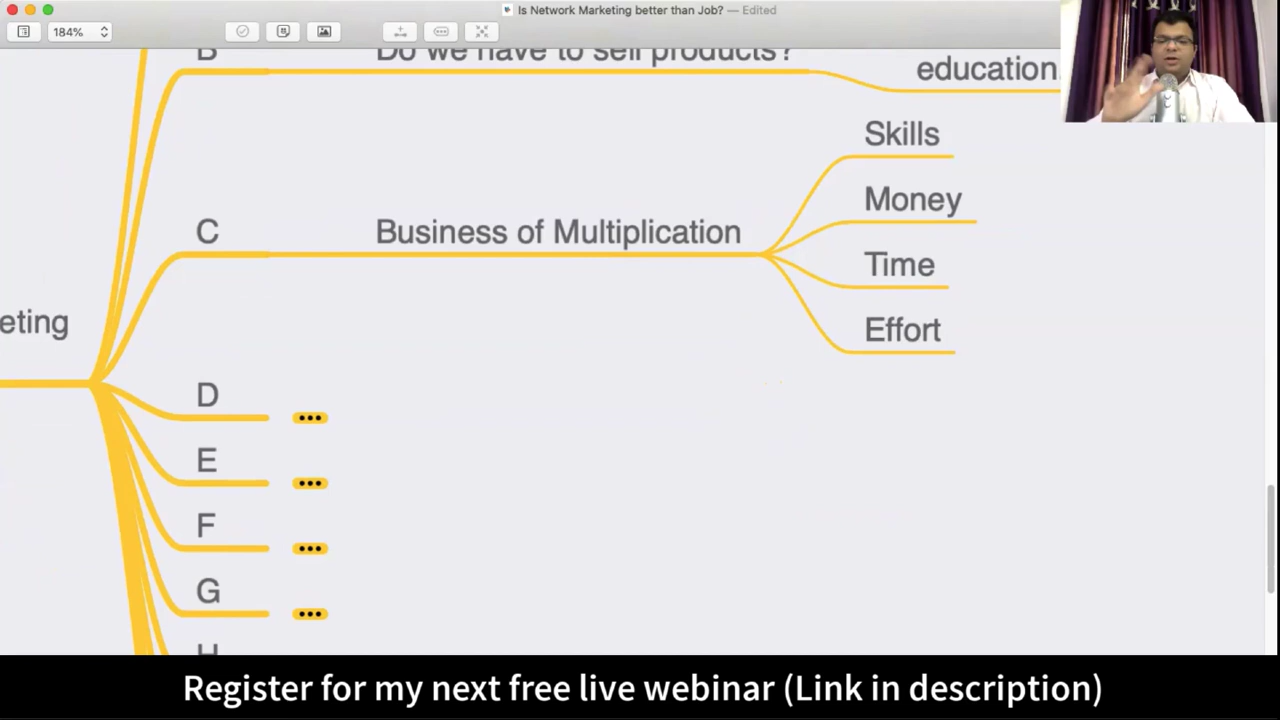 Is Network Marketing better than Job? — Edited
184%
B
Do we have to sell products?
education.
Skills
Money
C
Business of Multiplication
Time
Effort
eting
D
E
F
G
H
Register for my next free live webinar (Link in description)